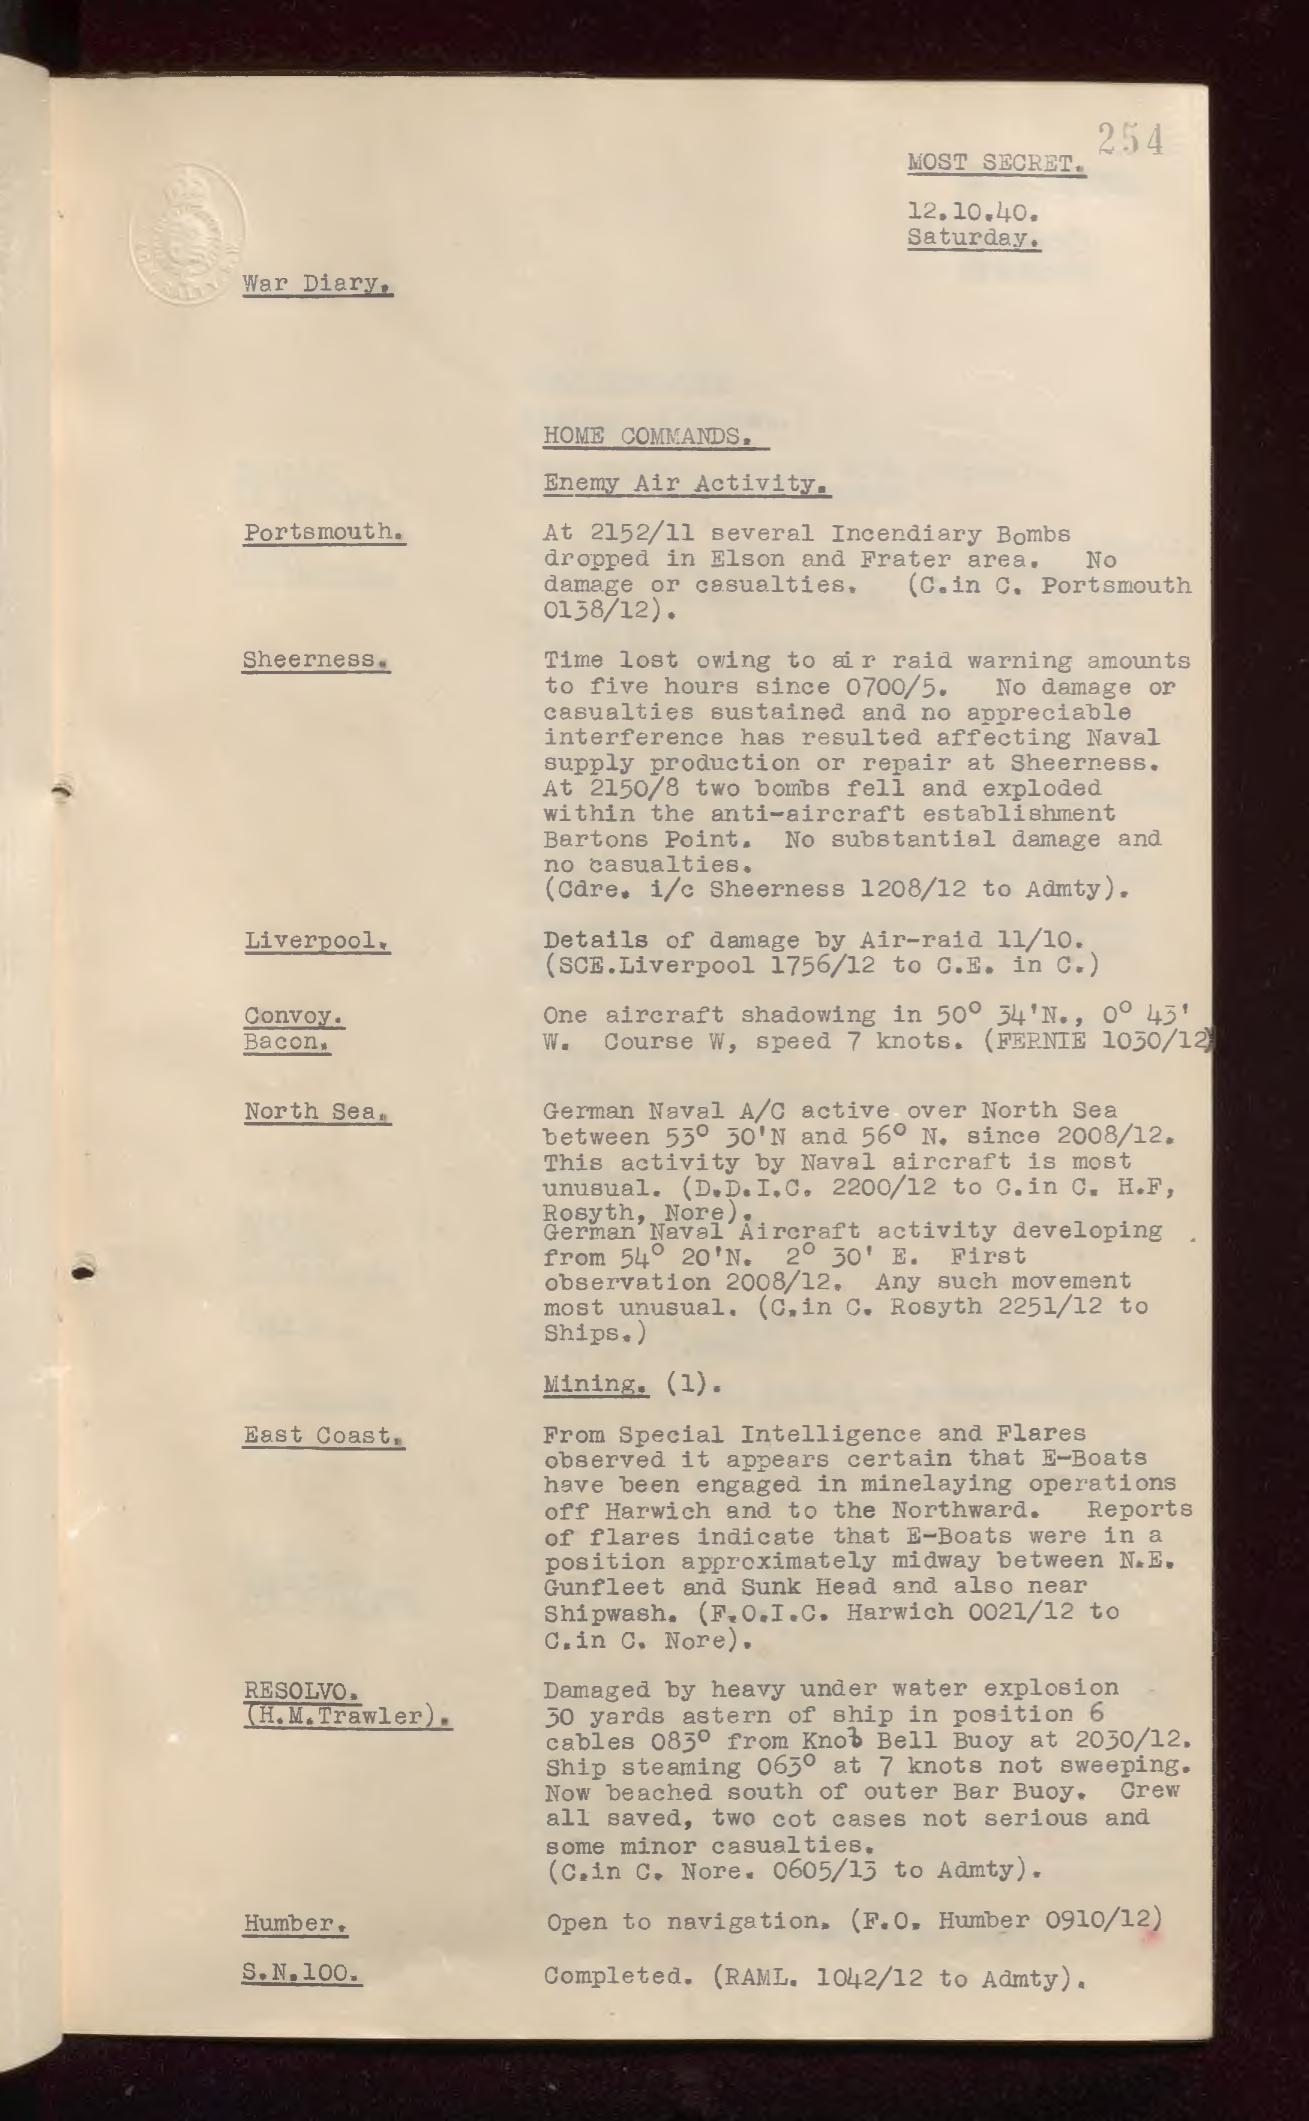 254
MOST SECRET.
12.10.40.
Saturday.
War Diary.
HOME COMMANDS.
Enemy Air Activity.
Portsmouth.
At 2152/11 several Incendiary Bombs
dropped in Elson and Frater area. No
damage or casualties. (C.in C. Portsmouth
0138/12).
Sheerness.
Time lost owing to air raid warning amounts
to five hours since 0700/5. No damage or
casualties sustained and no appreciable
interference has resulted affecting Naval
supply production or repair at Sheerness.
At 2150/8 two bombs fell and exploded
within the anti-aircraft establishment
Bartons Point. No substantial damage and
no casualties.
(Cdre. i/c Sheerness 1208/12 to Admty).
Liverpool.
Details of damage by Air-raid 11/10.
(SCE.Liverpool 1756/12 to C.E. in C.)
Convoy.
Bacon.
One aircraft shadowing in 50° 34'N., 0° 43'
W. Course W, speed 7 knots. (FERNIE 1030/12)
North Sea.
German Naval A/C active over North Sea
between 53° 30'N and 56° N. since 2008/12.
This activity by Naval aircraft is most
unusual. (D.D.I.C. 2200/12 to C.in C. H.F,
Rosyth, Nore).
German Naval Aircraft activity developing
from 54° 20'N. 2° 30' E. First
observation 2008/12. Any such movement
most unusual. (C.in C. Rosyth 2251/12 to
Ships.)
Mining. (1).
East Coast.
From Special Intelligence and Flares
observed it appears certain that E-Boats
have been engaged in minelaying operations
off Harwich and to the Northward. Reports
of flares indicate that E-Boats were in a
position approximately midway between N.E.
Gunfleet and Sunk Head and also near
Shipwash. (F.O.I.C. Harwich 0021/12 to
C.in C. Nore).
RESOLVO.
(H.M.Trawler).
Damaged by heavy under water explosion
30 yards astern of ship in position 6
cables 083° from Knob Bell Buoy at 2030/12.
Ship steaming 063° at 7 knots not sweeping.
Now beached south of outer Bar Buoy. Crew
all saved, two cot cases not serious and
some minor casualties.
(C.in C. Nore. 0605/13 to Admty).
Humber.
Open to navigation. (F.O. Humber 0910/12)
S.N.100.
Completed. (RAML. 1042/12 to Admty).